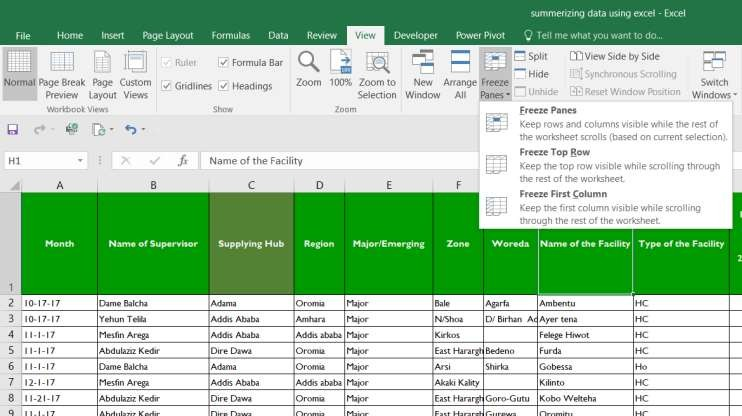 summerizing data using excel - Excel
File Home Insert Page Layout Formulas Data Review View Developer Power Pivot Tell me what you want to do...
Normal Page Break Preview Page Layout Custom Views
Workbook Views
Ruler Formula Bar
Gridlines Headings
Show
Zoom 100% Zoom to Selection
Zoom
New Window Arrange All Freeze Panes
Split
Hide
Unhide
View Side by Side
Synchronous Scrolling
Reset Window Position
Switch Windows
Freeze Panes
Keep rows and columns visible while the rest of
the worksheet scrolls (based on current selection).
Freeze Top Row
Keep the top row visible while scrolling through
the rest of the worksheet.
Freeze First Column
Keep the first column visible while scrolling
through the rest of the worksheet.
H1 fx Name of the Facility
A B C D E F
1 Month Name of Supervisor Supplying Hub Region Major/Emerging Zone Woreda Name of the Facility Type of the Facility 2
2 10-17-17 Dame Balcha Adama Oromia Major Bale Agarfa Ambentu HC
3 10-17-17 Yehun Telila Addis Ababa Amhara Major N/Shoa D/ Birhan Ad Ayer tena HC
4 11-1-17 Mesfin Arega Addis Ababa Addis ababa Major Kirkos Felege Hiwot HC
5 11-1-17 Abdulaziz Kedir Dire Dawa Oromia Major East Harargh Bedeno Furda HC
6 11-1-17 Dame Balcha Adama Oromia Major Arsi Shirka Gobessa Ho
7 12-1-17 Mesfin Arega Addis Ababa Addis ababa Major Akaki Kality Kilinto HC
8 11-21-17 Abdulaziz Kedir Dire Dawa Oromia Major East Harargh Goro-Gutu Kobo Welteha HC
9 11-1-17 Abdulaziz Kedir Dire Dawa Oromia Major East Harargh Gurewa Oromitu HC